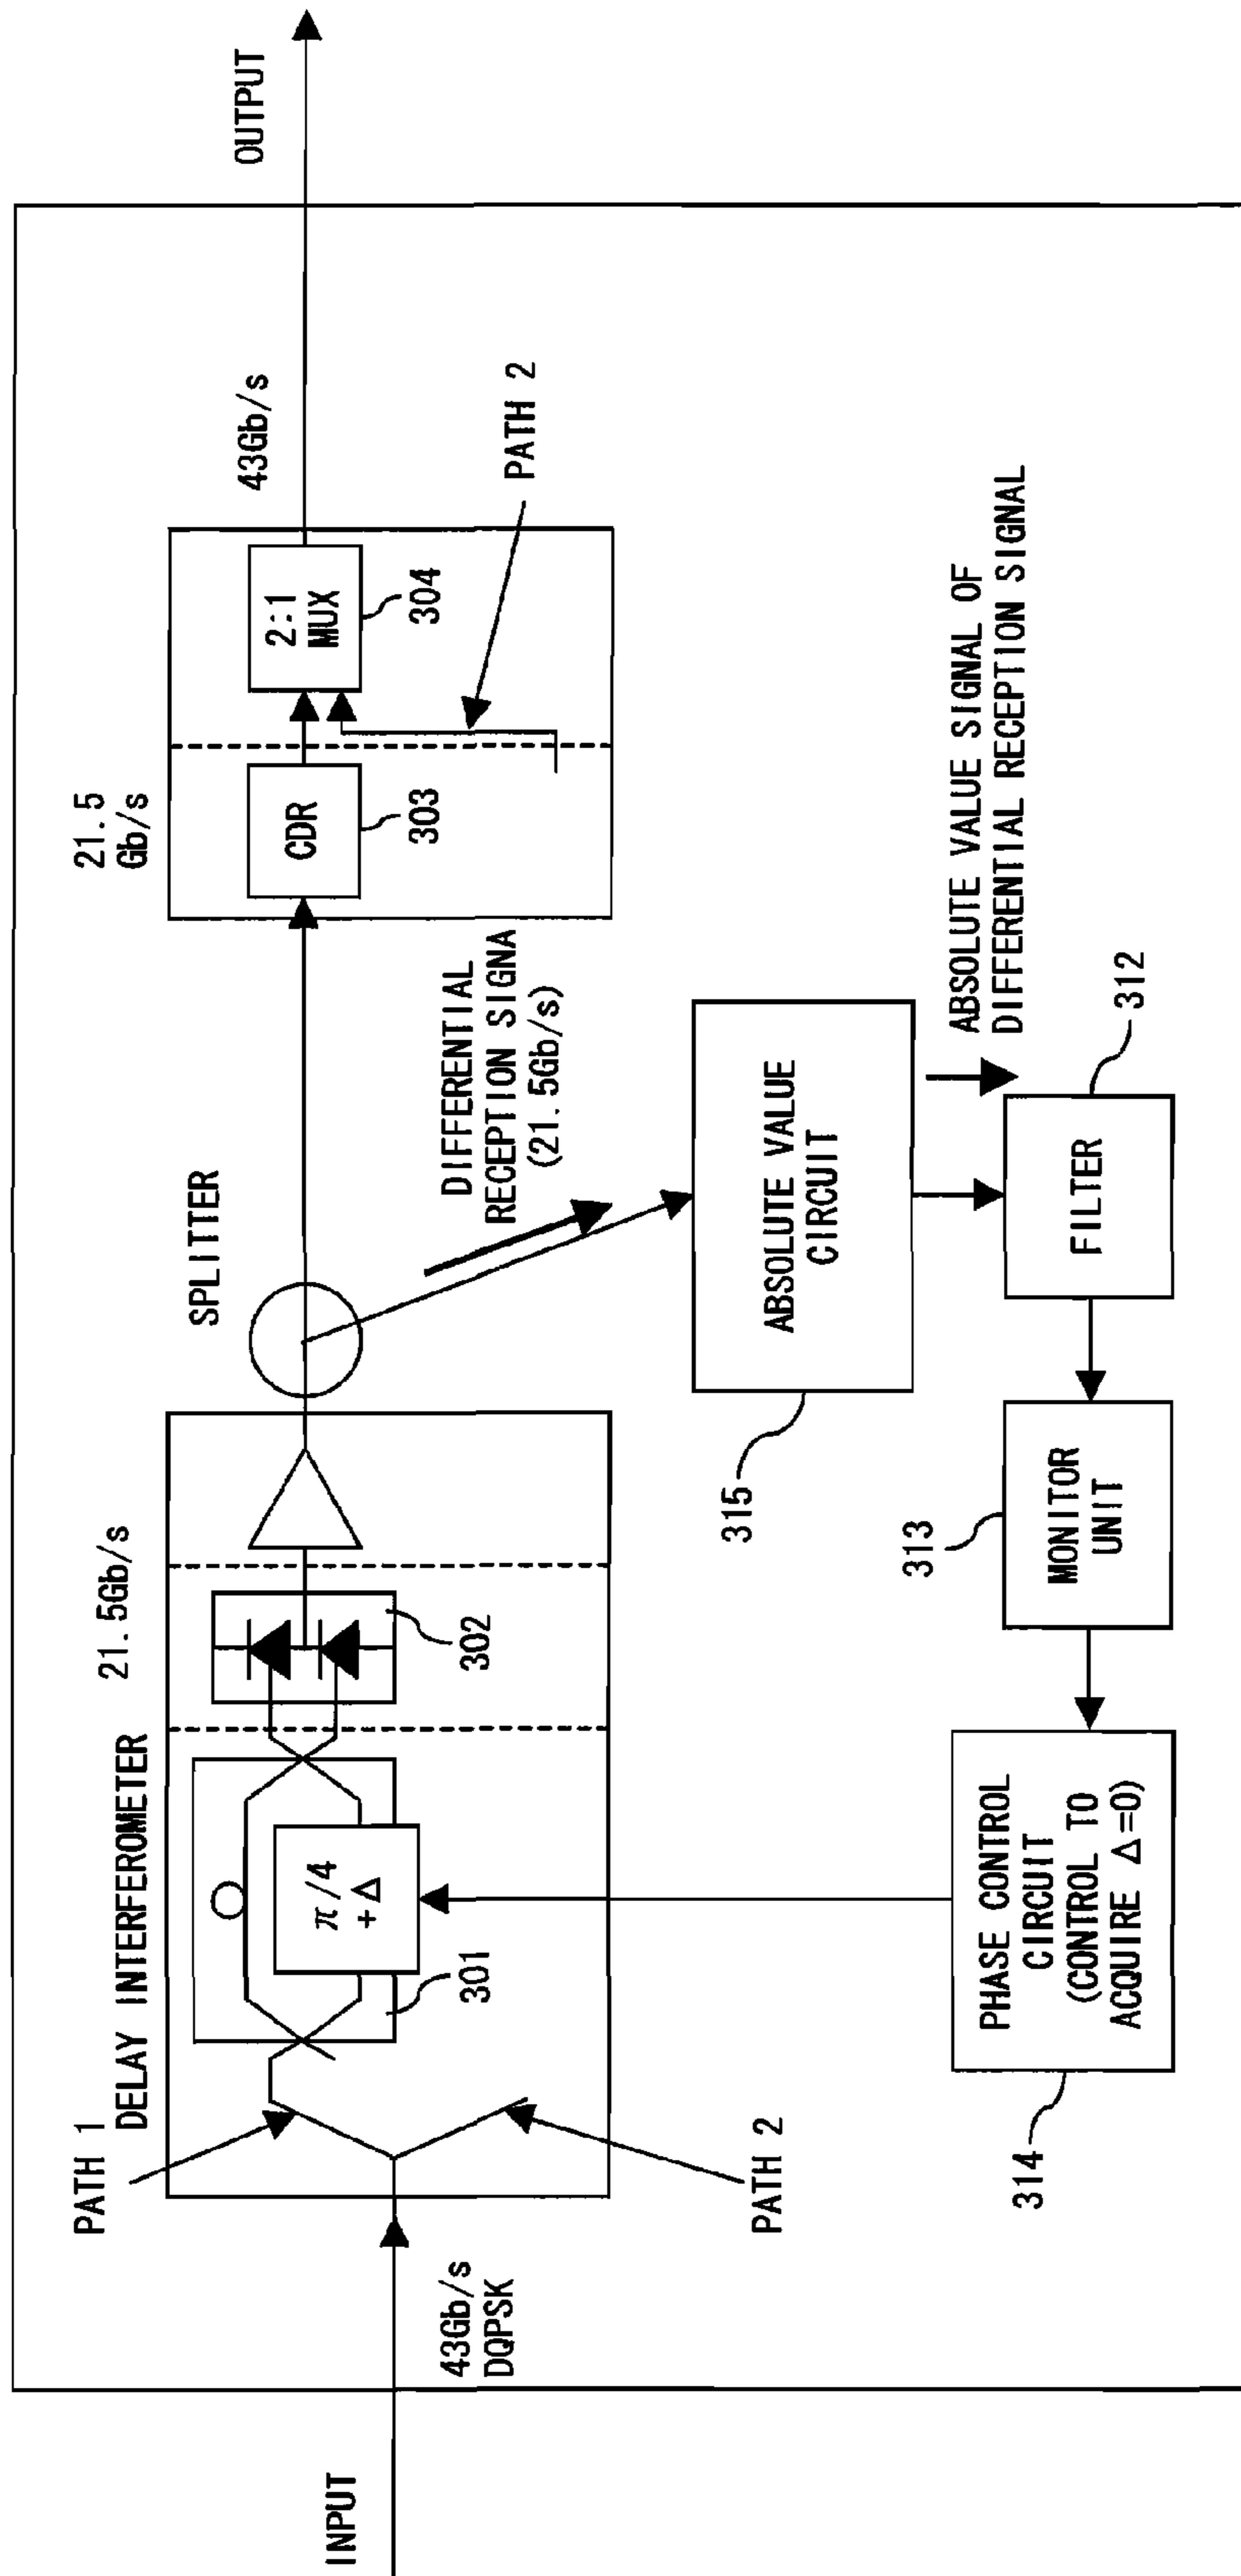 INPUT
43Gb/s
DQPSK
PATH 1
DELAY INTERFEROMETER
PATH 2
π/4
+Δ
301
21.5Gb/s
302
SPLITTER
DIFFERENTIAL
RECEPTION SIGNA
(21.5Gb/s)
21.5
Gb/s
CDR
303
2:1
MUX
304
PATH 2
43Gb/s
OUTPUT
ABSOLUTE VALUE
CIRCUIT
315
ABSOLUTE VALUE SIGNAL OF
DIFFERENTIAL RECEPTION SIGNAL
FILTER
312
MONITOR
UNIT
313
PHASE CONTROL
CIRCUIT
(CONTROL TO
ACQUIRE Δ=0)
314